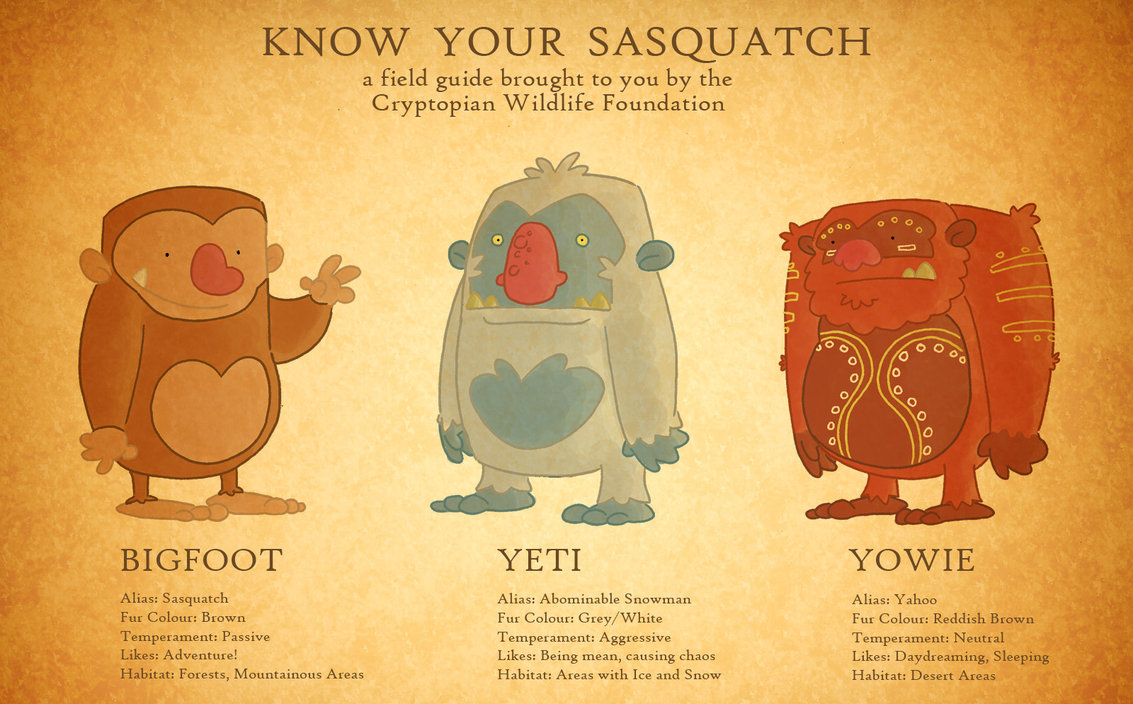 KNOW YOUR SASQUATCH
a field guide brought to you by the
Cryptopian Wildlife Foundation
BIGFOOT
Alias: Sasquatch
Fur Colour: Brown
Temperament: Passive
Likes: Adventure!
Habitat: Forests, Mountainous Areas
YETI
Alias: Abominable Snowman
Fur Colour: Grey/White
Temperament: Aggressive
Likes: Being mean, causing chaos
Habitat: Areas with Ice and Snow
YOWIE
Alias: Yahoo
Fur Colour: Reddish Brown
Temperament: Neutral
Likes: Daydreaming, Sleeping
Habitat: Desert Areas